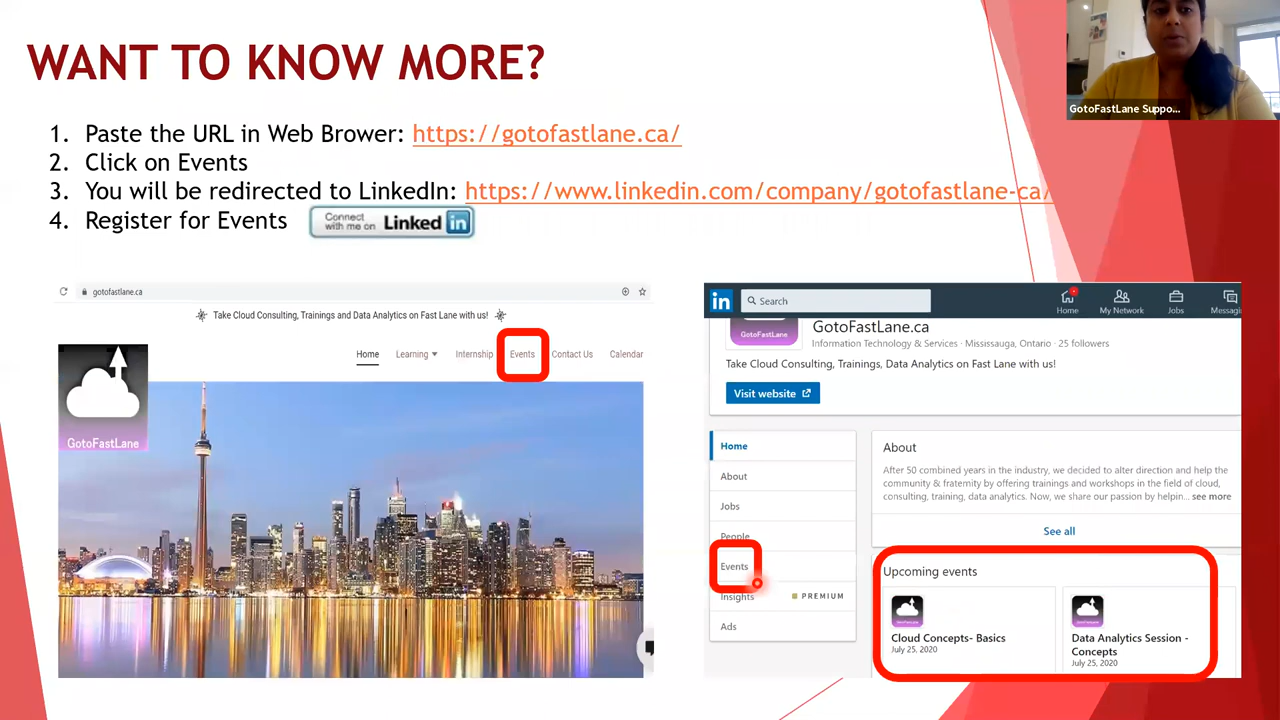 WANT TO KNOW MORE?
GotoFastLane Suppo...
1. Paste the URL in Web Brower: https://gotofastlane.ca/
2. Click on Events
3. You will be redirected to LinkedIn: https://www.linkedin.com/company/gotofastlane-ca/
4. Register for Events
Connect with me on Linked in
gotofastlane.ca
Take Cloud Consulting, Trainings and Data Analytics on Fast Lane with us!
Home Learning Internship Events Contact Us Calendar
GotoFastLane
in Search Home My Network Jobs Messagi
GotoFastLane
GotoFastLane.ca
Information Technology & Services · Mississauga, Ontario · 25 followers
Take Cloud Consulting, Trainings, Data Analytics on Fast Lane with us!
Visit website
Home
About
Jobs
People
Events
Insights PREMIUM
Ads
About
After 50 combined years in the industry, we decided to alter direction and help the
community & fraternity by offering trainings and workshops in the field of cloud,
consulting, training, data analytics. Now, we share our passion by helpin... see more
See all
Upcoming events
Cloud Concepts- Basics
July 25, 2020
Data Analytics Session -
Concepts
July 25, 2020